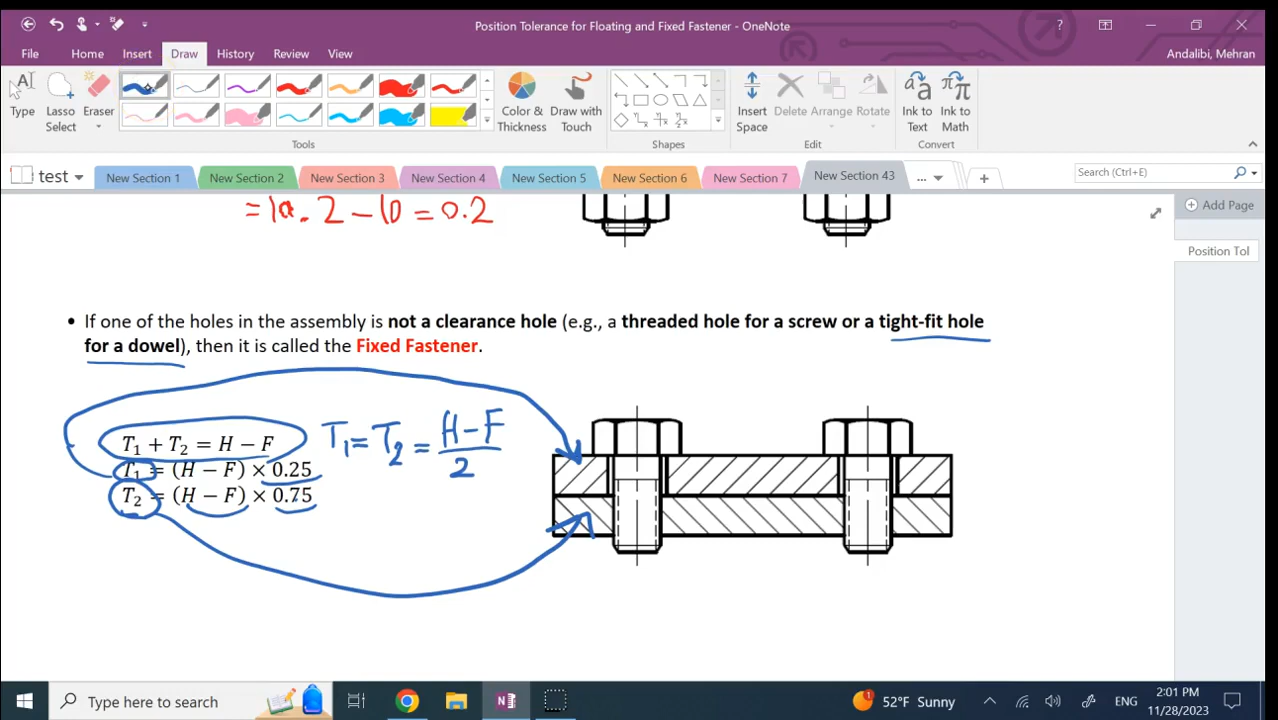 Position Tolerance for Floating and Fixed Fastener - OneNote
?
Andalibi, Mehran
File Home Insert Draw History Review View
Type
Lasso Select
Eraser
Color & Thickness
Draw with Touch
Insert Space
Delete
Arrange
Rotate
Ink to Text
Ink to Math
Tools
Shapes
Edit
Convert
test
New Section 1
New Section 2
New Section 3
New Section 4
New Section 5
New Section 6
New Section 7
New Section 43
...
Search (Ctrl+E)
Add Page
Position Tol
= 10.2 - 10 = 0.2
• If one of the holes in the assembly is not a clearance hole (e.g., a threaded hole for a screw or a tight-fit hole
for a dowel), then it is called the Fixed Fastener.
T₁ + T₂ = H − F
T₁ = (H − F) × 0.25
T₂ = (H − F) × 0.75
T₁ = T₂ = (H − F)/2
Type here to search
52°F Sunny
ENG
2:01 PM
11/28/2023